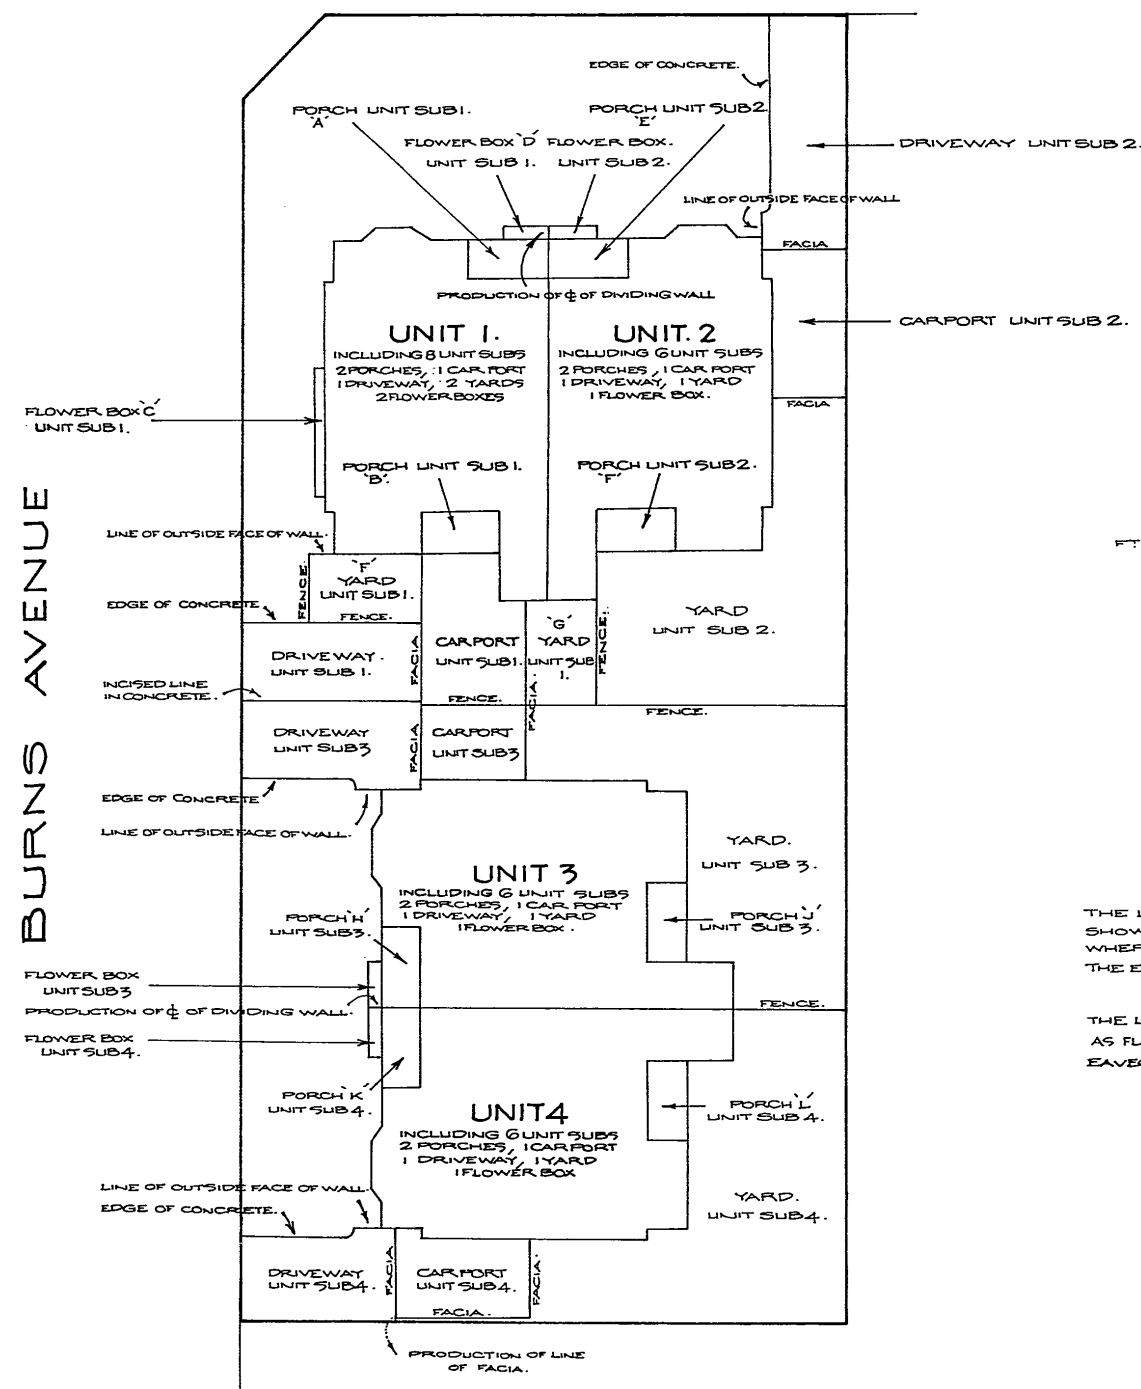 EDGE OF CONCRETE.
PORCH UNIT SUB 1.
'A'
PORCH UNIT SUB 2
'E'
FLOWER BOX 'D'
UNIT SUB 1.
FLOWER BOX.
UNIT SUB 2.
DRIVEWAY UNIT SUB 2.
LINE OF OUTSIDE FACE OF WALL
FACIA
PRODUCTION OF ℄ OF DIVIDING WALL
CARPORT UNIT SUB 2.
UNIT 1.
INCLUDING 8 UNIT SUBS
2 PORCHES, 1 CAR PORT
1 DRIVEWAY, 2 YARDS
2 FLOWER BOXES
UNIT. 2
INCLUDING 6 UNIT SUBS
2 PORCHES, 1 CAR PORT
1 DRIVEWAY, 1 YARD
1 FLOWER BOX.
FACIA
FLOWER BOX 'C'
UNIT SUB 1.
PORCH UNIT SUB 1.
'B'.
PORCH UNIT SUB 2.
'F'
BURNS AVENUE
LINE OF OUTSIDE FACE OF WALL.
FT.
FENCE.
'F'
YARD
UNIT SUB 1.
FENCE.
EDGE OF CONCRETE
DRIVEWAY.
UNIT SUB 1.
FACIA
CARPORT
UNIT SUB 1.
FENCE.
'G'
YARD
UNIT SUB
1.
FENCE.
YARD
UNIT SUB 2.
INCISED LINE
IN CONCRETE.
FACIA.
FENCE.
DRIVEWAY
UNIT SUB 3
FACIA
CARPORT
UNIT SUB 3
EDGE OF CONCRETE
LINE OF OUTSIDE FACE OF WALL.
YARD.
UNIT SUB 3.
UNIT 3
INCLUDING 6 UNIT SUBS
2 PORCHES, 1 CAR PORT
1 DRIVEWAY, 1 YARD
1 FLOWER BOX.
PORCH 'H'
UNIT SUB 3.
PORCH 'J'
UNIT SUB 3.
THE L
SHOW
WHER
THE E
FLOWER BOX
UNIT SUB 3
PRODUCTION OF ℄ OF DIVIDING WALL.
FENCE.
FLOWER BOX
UNIT SUB 4.
THE L
AS FL
EAVE
PORCH 'K'
UNIT SUB 4.
PORCH 'L'
UNIT SUB 4.
UNIT 4
INCLUDING 6 UNIT SUBS
2 PORCHES, 1 CAR PORT
1 DRIVEWAY, 1 YARD
1 FLOWER BOX
LINE OF OUTSIDE FACE OF WALL.
EDGE OF CONCRETE.
YARD.
UNIT SUB 4.
DRIVEWAY
UNIT SUB 4.
FACIA
CARPORT
UNIT SUB 4.
FACIA.
FACIA.
PRODUCTION OF LINE
OF FACIA.